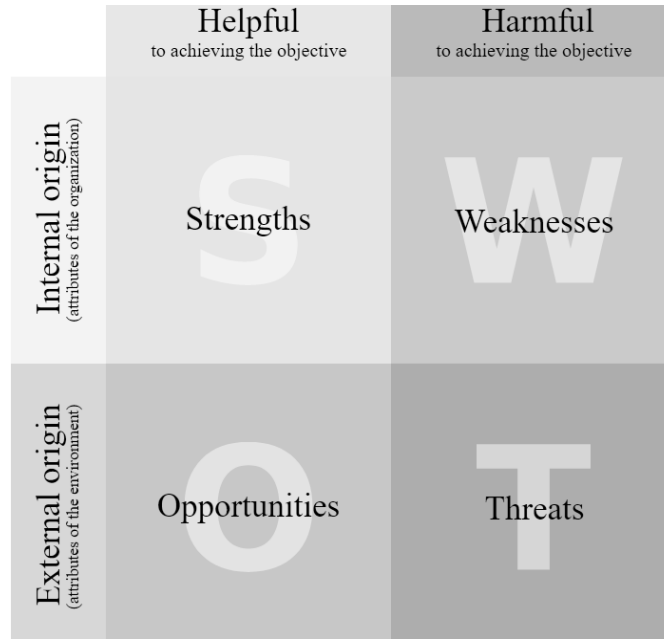 Helpful
to achieving the objective
Harmful
to achieving the objective
Internal origin
(attributes of the organization)
S
Strengths
W
Weaknesses
External origin
(attributes of the environment)
O
Opportunities
T
Threats